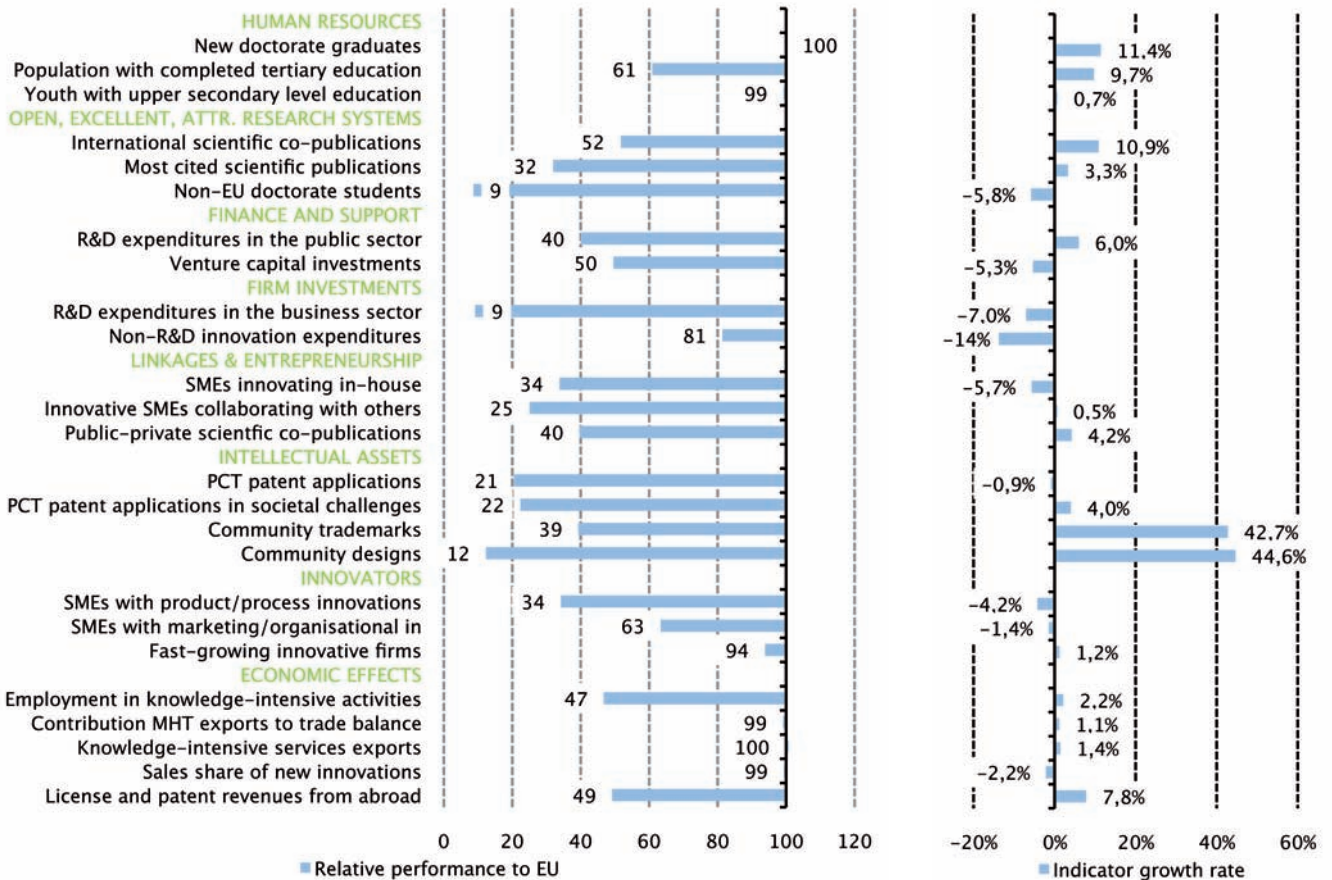 HUMAN RESOURCES
New doctorate graduates 100 11,4%
Population with completed tertiary education 61 9,7%
Youth with upper secondary level education 99 0,7%
OPEN, EXCELLENT, ATTR. RESEARCH SYSTEMS
International scientific co-publications 52 10,9%
Most cited scientific publications 32 3,3%
Non-EU doctorate students 9 -5,8%
FINANCE AND SUPPORT
R&D expenditures in the public sector 40 6,0%
Venture capital investments 50 -5,3%
FIRM INVESTMENTS
R&D expenditures in the business sector 9 -7,0%
Non-R&D innovation expenditures 81 -14%
LINKAGES & ENTREPRENEURSHIP
SMEs innovating in-house 34 -5,7%
Innovative SMEs collaborating with others 25 0,5%
Public-private scientfic co-publications 40 4,2%
INTELLECTUAL ASSETS
PCT patent applications 21 -0,9%
PCT patent applications in societal challenges 22 4,0%
Community trademarks 39 42,7%
Community designs 12 44,6%
INNOVATORS
SMEs with product/process innovations 34 -4,2%
SMEs with marketing/organisational in 63 -1,4%
Fast-growing innovative firms 94 1,2%
ECONOMIC EFFECTS
Employment in knowledge-intensive activities 47 2,2%
Contribution MHT exports to trade balance 99 1,1%
Knowledge-intensive services exports 100 1,4%
Sales share of new innovations 99 -2,2%
License and patent revenues from abroad 49 7,8%
0 20 40 60 80 100 120 -20% 0% 20% 40% 60%
Relative performance to EU Indicator growth rate